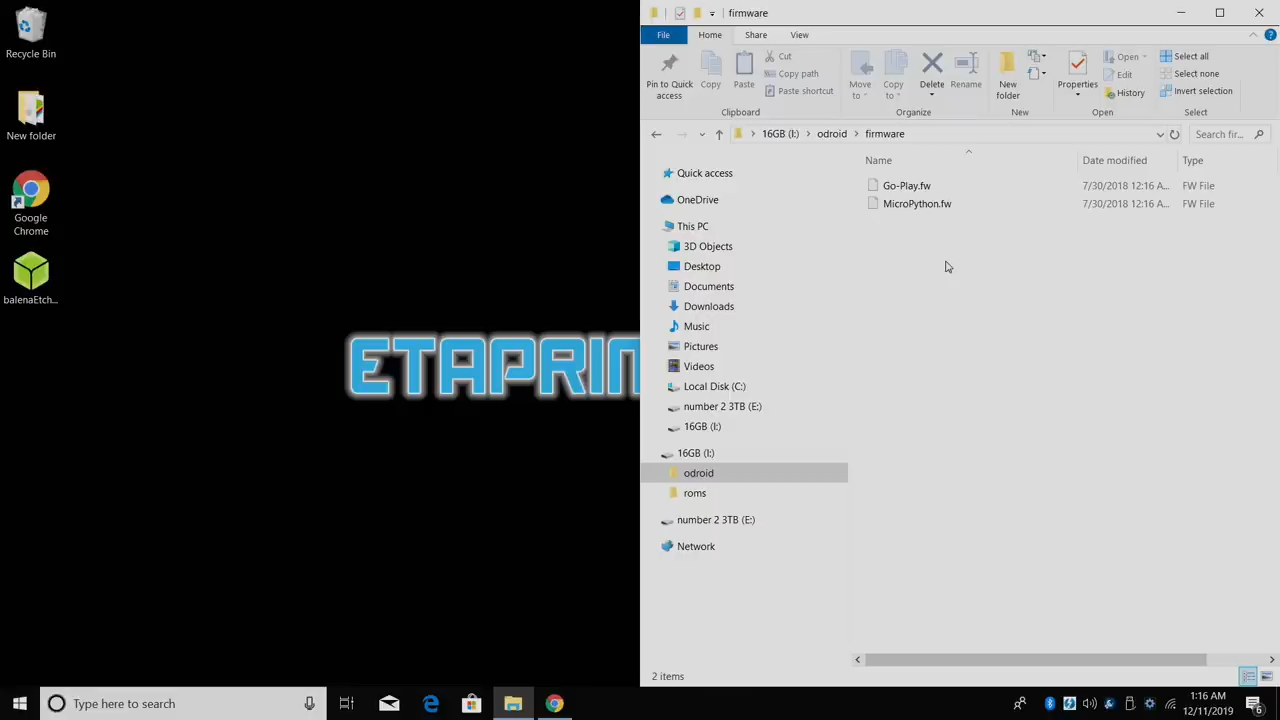 Recycle Bin
New folder
Google
Chrome
balenaEtch...
ETAPRIM
firmware
File
Home
Share
View
Pin to Quick
access
Copy
Paste
Cut
Copy path
Paste shortcut
Clipboard
Move
to
Copy
to
Delete
Rename
Organize
New
folder
New
Properties
Open
Edit
History
Open
Select all
Select none
Invert selection
Select
16GB (I:)
odroid
firmware
Search fir...
Name
Date modified
Type
Go-Play.fw
7/30/2018 12:16 A...
FW File
MicroPython.fw
7/30/2018 12:16 A...
FW File
Quick access
OneDrive
This PC
3D Objects
Desktop
Documents
Downloads
Music
Pictures
Videos
Local Disk (C:)
number 2 3TB (E:)
16GB (I:)
16GB (I:)
odroid
roms
number 2 3TB (E:)
Network
2 items
Type here to search
1:16 AM
12/11/2019
6